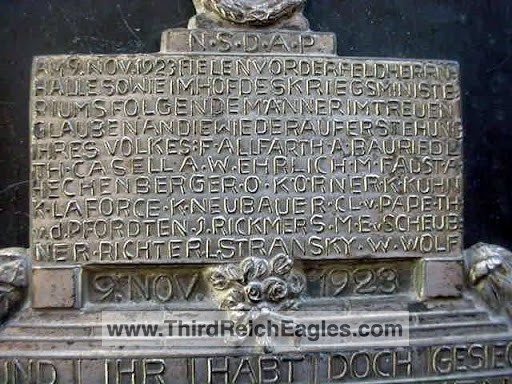 N·S·D·A·P
AM 9. NOV. 1923 FIELEN VOR DER FELDHERRN-
HALLE SOWIE IM HOF DES KRIEGSMINISTE-
RIUMS FOLGENDE MÄNNER IM TREUEN
GLAUBEN AN DIE WIEDERAUFERSTEHUNG
IHRES VOLKES: F. ALLFARTH·A. BAURIEDL
TH. CASELLA·W. EHRLICH·M. FAUST·A.
HECHENBERGER·O. KÖRNER·K. KUHN
K. LAFORCE·K. NEUBAUER·CL. v. PAPE·TH.
v. d. PFORDTEN·J. RICKMERS·M. E. v. SCHEUB-
NER-RICHTER·L. STRANSKY·W. WOLF
9. NOV. 1923
www.ThirdReichEagles.com
UND IHR HABT DOCH GESIE